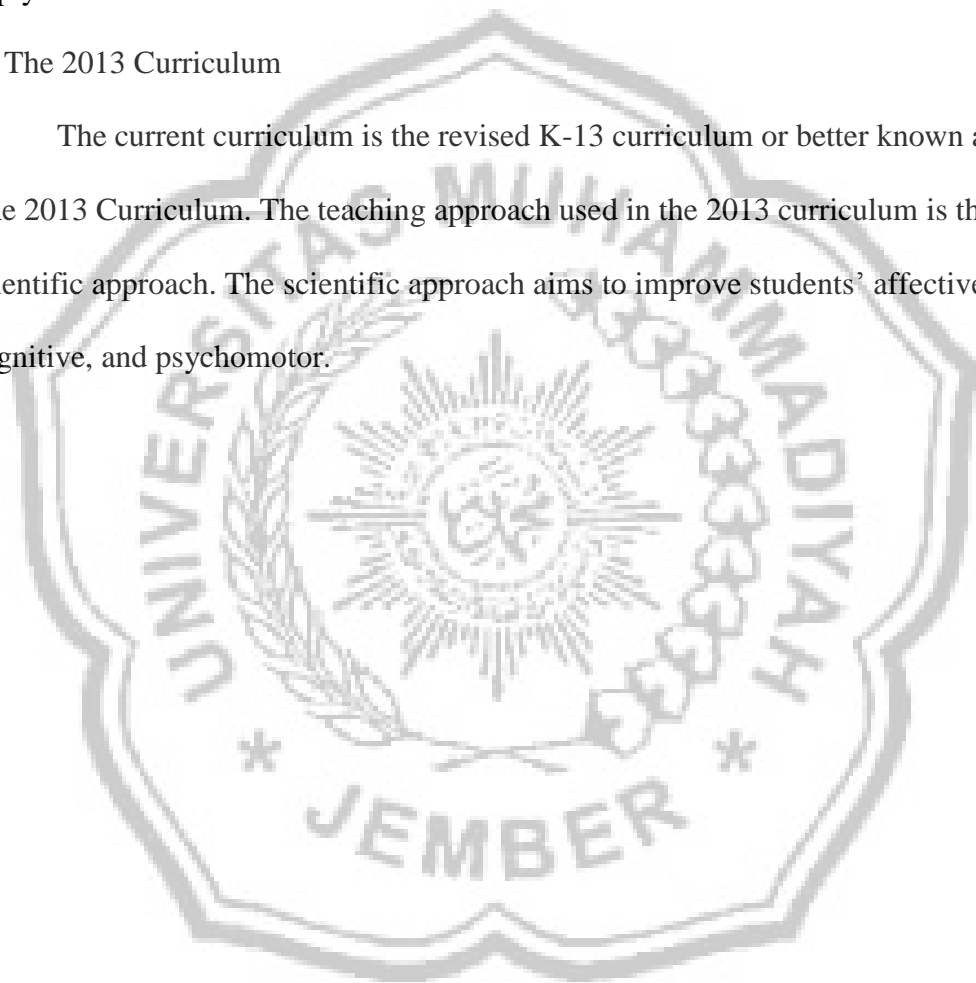 The 2013 Curriculum
The current curriculum is the revised K-13 curriculum or better known
2013 Curriculum. The teaching approach used in the 2013 curriculum is
approach. The scientific approach aims to improve students’ affective
and psychomotor.
UNIVERSITAS MUHAMMADIYAH
* JEMBER *